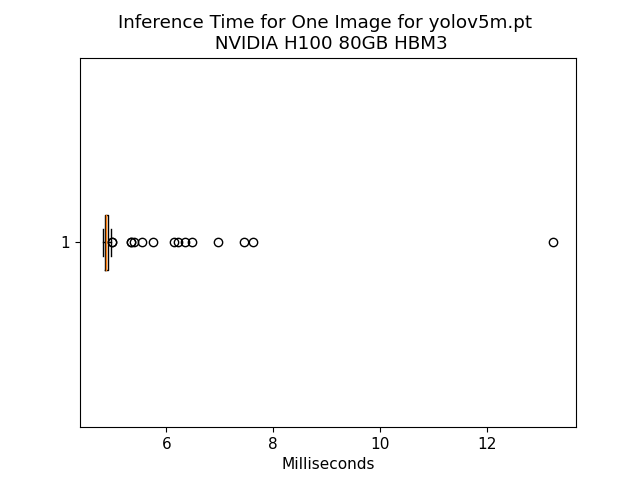 Inference Time for One Image for yolov5m.pt
NVIDIA H100 80GB HBM3
1
6 8 10 12
Milliseconds